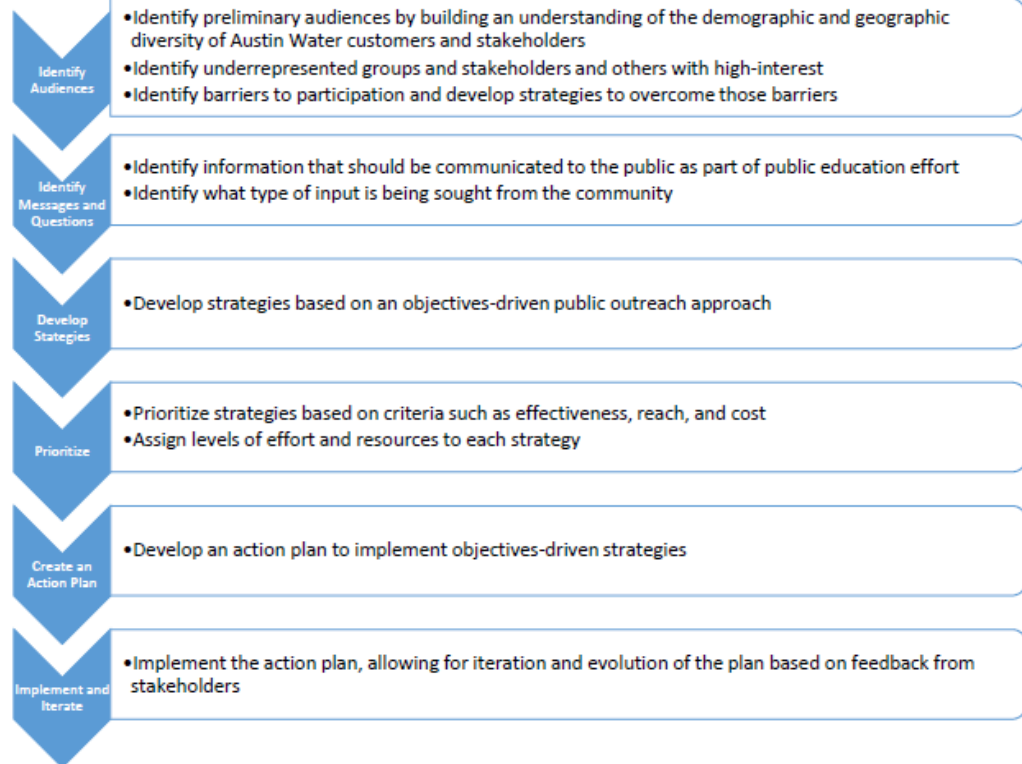 Identify
Audiences
•Identify preliminary audiences by building an understanding of the demographic and geographic
diversity of Austin Water customers and stakeholders
•Identify underrepresented groups and stakeholders and others with high-interest
•Identify barriers to participation and develop strategies to overcome those barriers
Identify
Messages and
Questions
•Identify information that should be communicated to the public as part of public education effort
•Identify what type of input is being sought from the community
Develop
Stategies
•Develop strategies based on an objectives-driven public outreach approach
Prioritize
•Prioritize strategies based on criteria such as effectiveness, reach, and cost
•Assign levels of effort and resources to each strategy
Create an
Action Plan
•Develop an action plan to implement objectives-driven strategies
Implement and
Iterate
•Implement the action plan, allowing for iteration and evolution of the plan based on feedback from
stakeholders